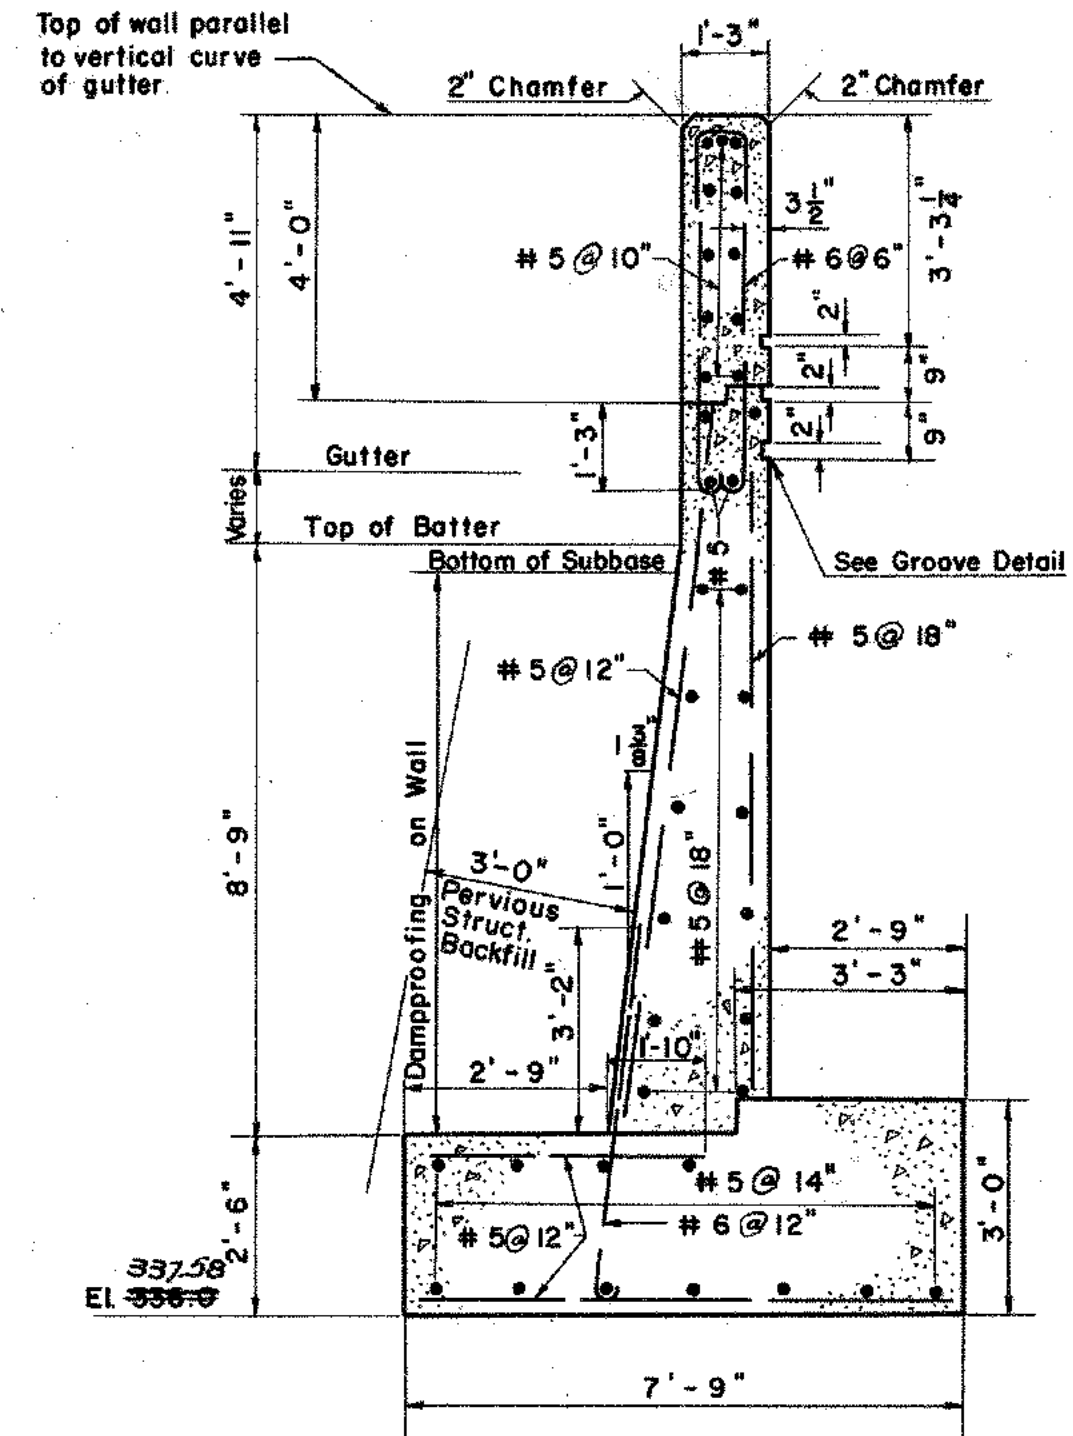 Top of wall parallel
to vertical curve
of gutter
1'-3"
2" Chamfer
2" Chamfer
4'-11"
4'-0"
3 1/2"
3'-3 1/4"
# 5 @ 10"
# 6 @ 6"
2"
2"
9"
2"
9"
1'-3"
Gutter
Varies
Top of Batter
Bottom of Subbase
# 5
See Groove Detail
# 5 @ 18"
# 5 @ 12"
1 3/8"
1'-0"
Dampproofing on Wall
8'-9"
3'-0"
Pervious
Struct.
Backfill
# 5 @ 18"
3'-2"
2'-9"
3'-3"
1'-10"
2'-9"
# 5 @ 14"
# 5 @ 12"
# 6 @ 12"
2'-6"
3'-0"
337.58
El. 336.0
7'-9"